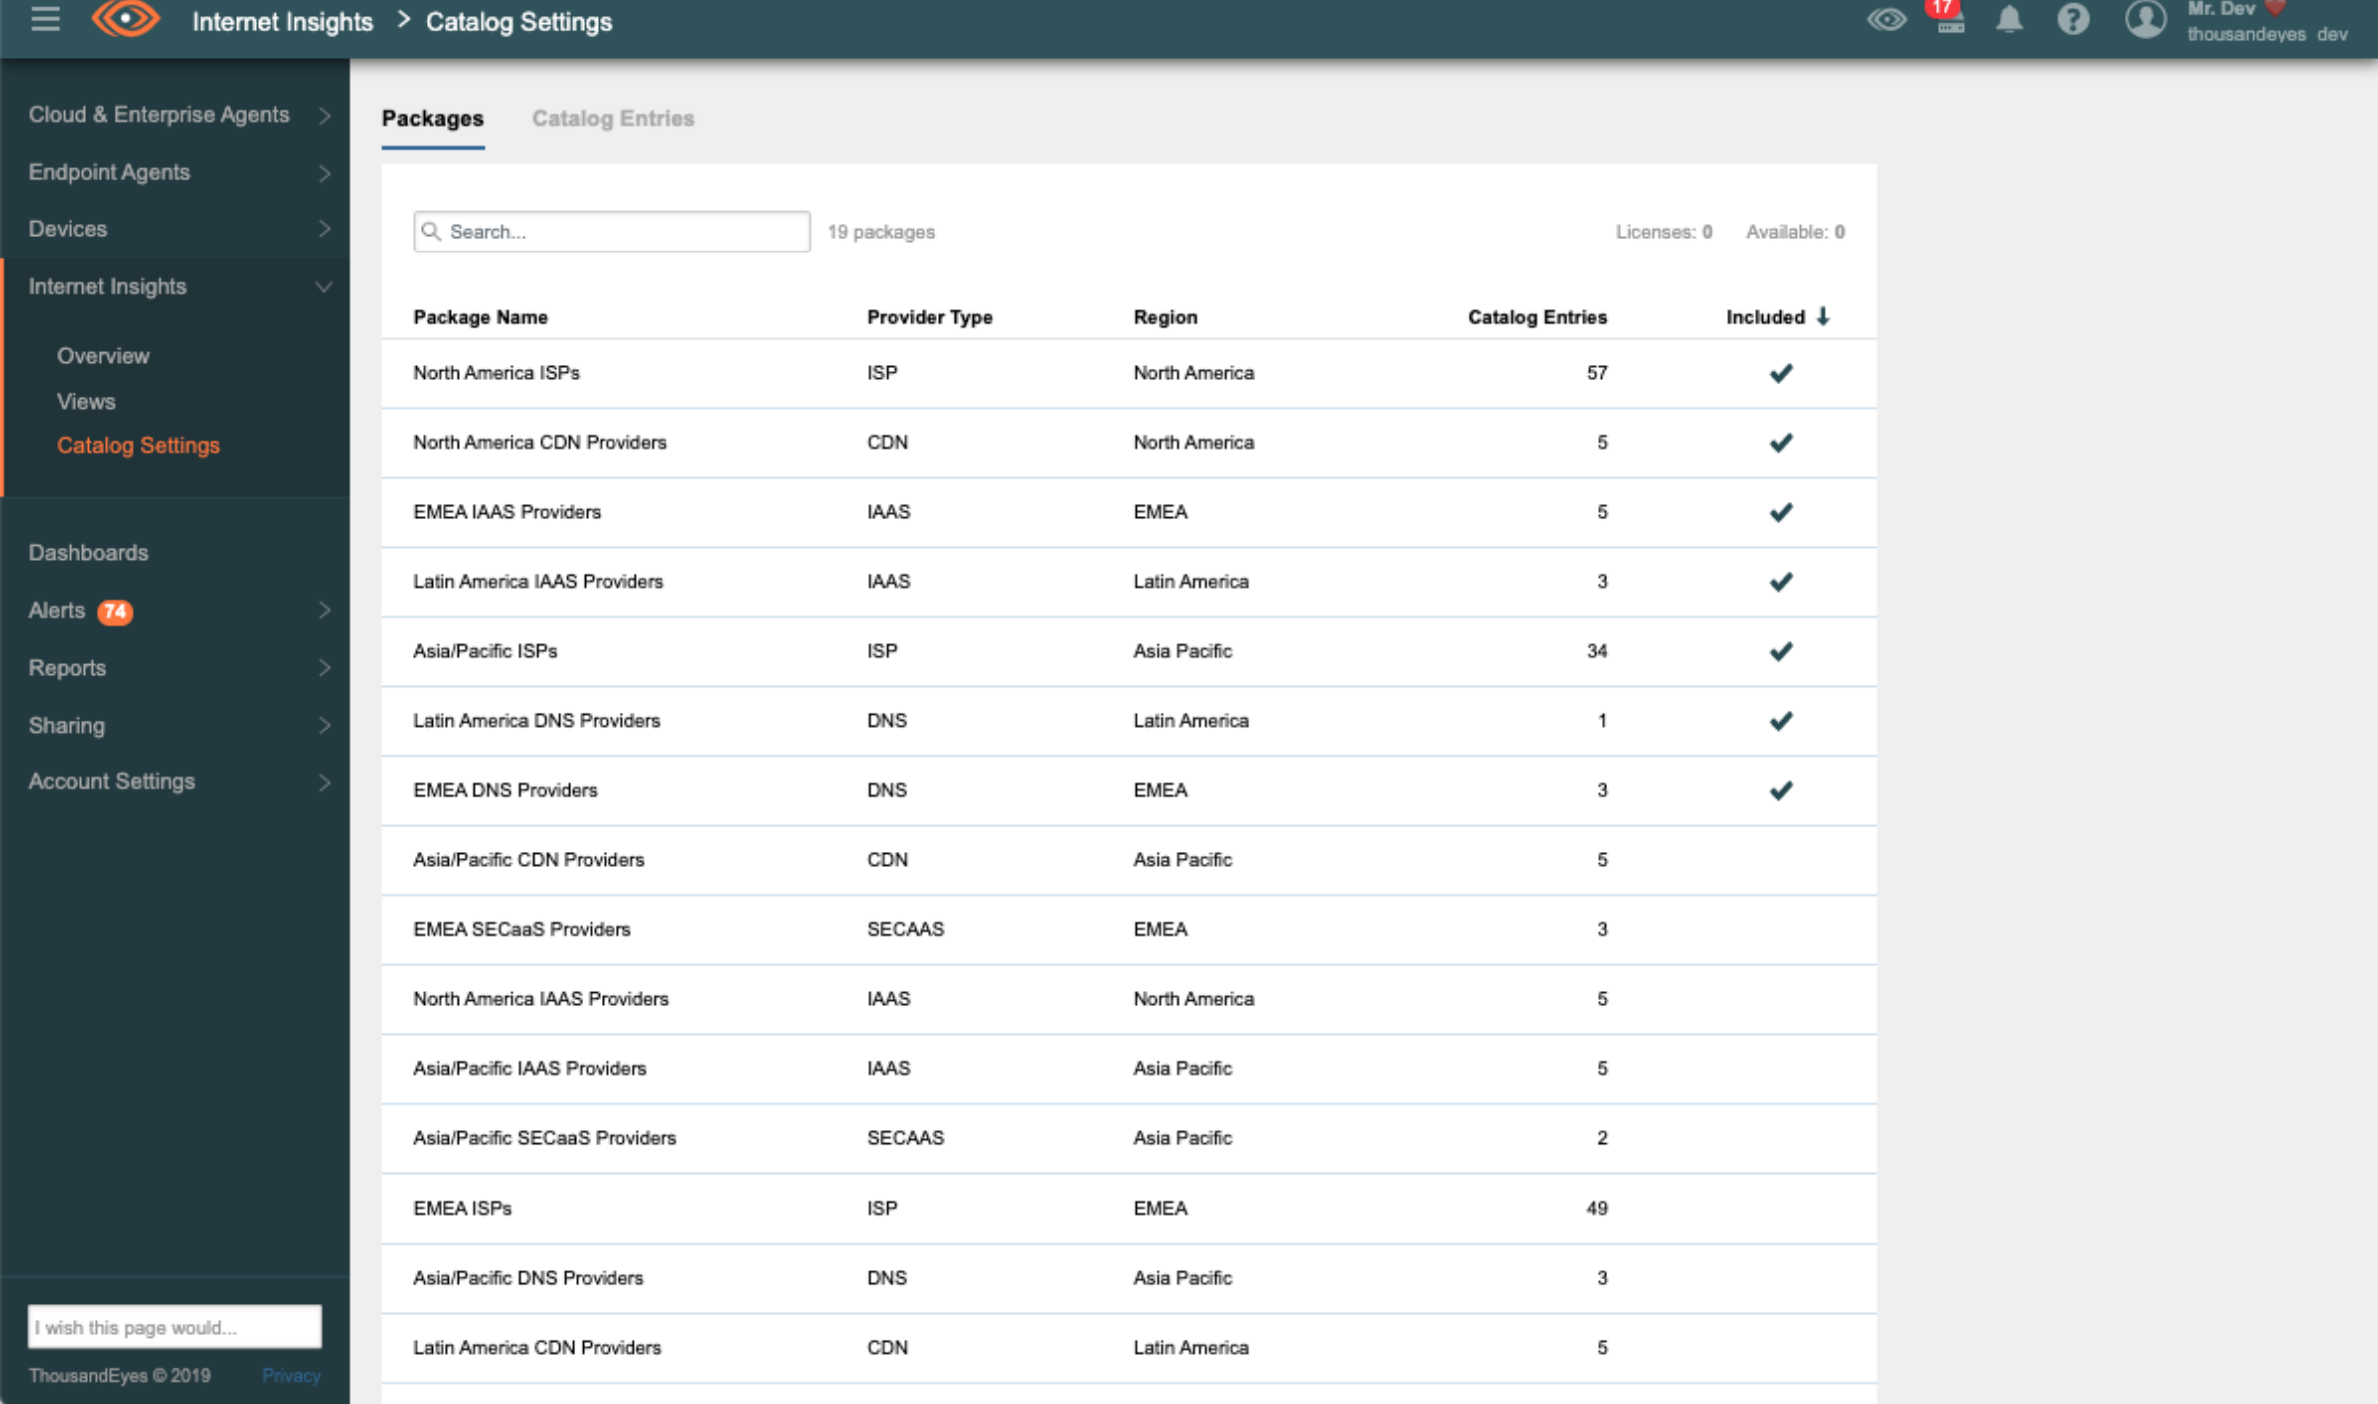 Internet Insights > Catalog Settings
17
Mr. Dev
thousandeyes dev
Cloud & Enterprise Agents
Endpoint Agents
Devices
Internet Insights
Overview
Views
Catalog Settings
Dashboards
Alerts 74
Reports
Sharing
Account Settings
I wish this page would...
ThousandEyes © 2019 Privacy
Packages Catalog Entries
Search... 19 packages Licenses: 0 Available: 0
Package Name Provider Type Region Catalog Entries Included
North America ISPs ISP North America 57
North America CDN Providers CDN North America 5
EMEA IAAS Providers IAAS EMEA 5
Latin America IAAS Providers IAAS Latin America 3
Asia/Pacific ISPs ISP Asia Pacific 34
Latin America DNS Providers DNS Latin America 1
EMEA DNS Providers DNS EMEA 3
Asia/Pacific CDN Providers CDN Asia Pacific 5
EMEA SECaaS Providers SECAAS EMEA 3
North America IAAS Providers IAAS North America 5
Asia/Pacific IAAS Providers IAAS Asia Pacific 5
Asia/Pacific SECaaS Providers SECAAS Asia Pacific 2
EMEA ISPs ISP EMEA 49
Asia/Pacific DNS Providers DNS Asia Pacific 3
Latin America CDN Providers CDN Latin America 5